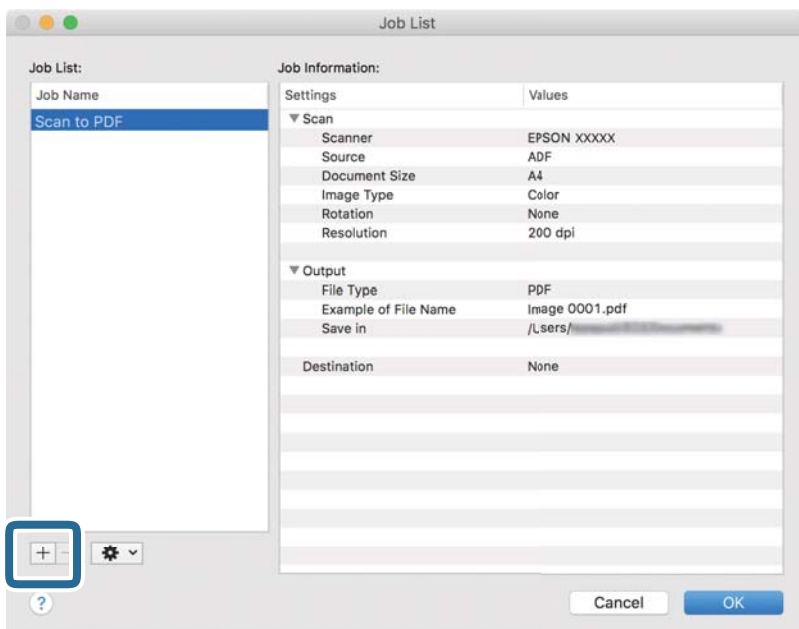 Job List
Job List:
Job Information:
Job Name
Scan to PDF
Settings Values
Scan
Scanner EPSON XXXXX
Source ADF
Document Size A4
Image Type Color
Rotation None
Resolution 200 dpi
Output
File Type PDF
Example of File Name Image 0001.pdf
Save in /Users/
Destination None
+ -
?
Cancel OK